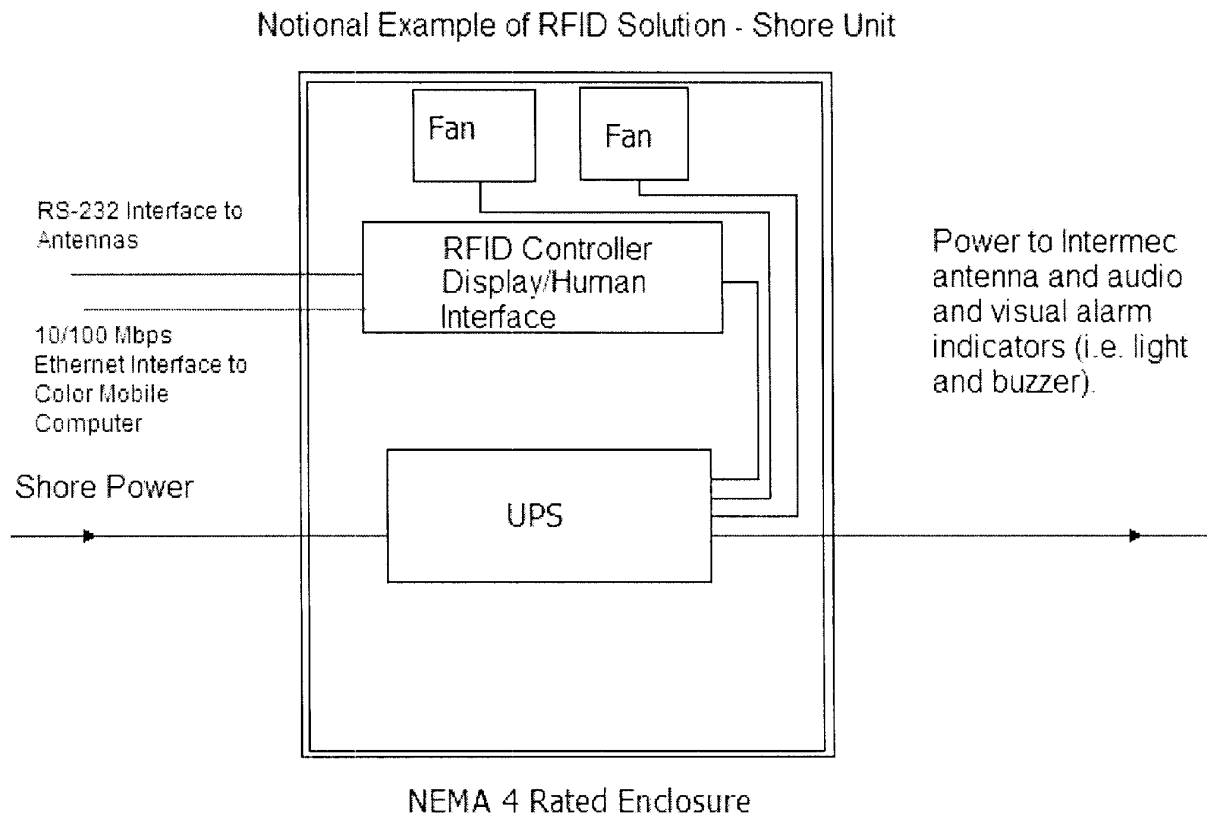 Notional Example of RFID Solution - Shore Unit
Fan
Fan
RS-232 Interface to
Antennas
RFID Controller
Display/Human
Interface
10/100 Mbps
Ethernet Interface to
Color Mobile
Computer
Power to Intermec
antenna and audio
and visual alarm
indicators (i.e. light
and buzzer).
Shore Power
UPS
NEMA 4 Rated Enclosure